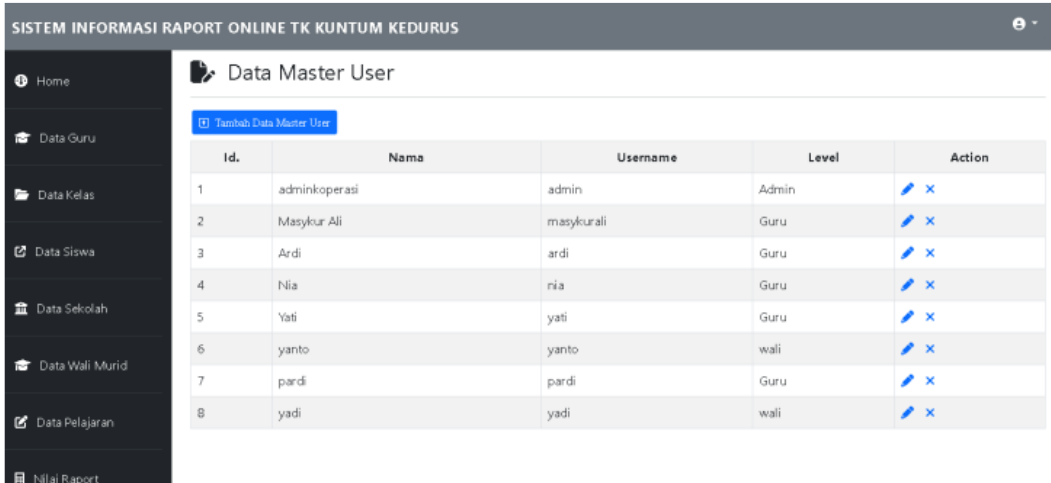 SISTEM INFORMASI RAPORT ONLINE TK KUNTUM KEDURUS
Home
Data Guru
Data Kelas
Data Siswa
Data Sekolah
Data Wali Murid
Data Pelajaran
Nilai Raport
Data Master User
Tambah Data Master User
Id. Nama Username Level Action
1 adminkoperasi admin Admin
2 Masykur Ali masykurali Guru
3 Ardi ardi Guru
4 Nia nia Guru
5 Yati yati Guru
6 yanto yanto wali
7 pardi pardi Guru
8 yadi yadi wali